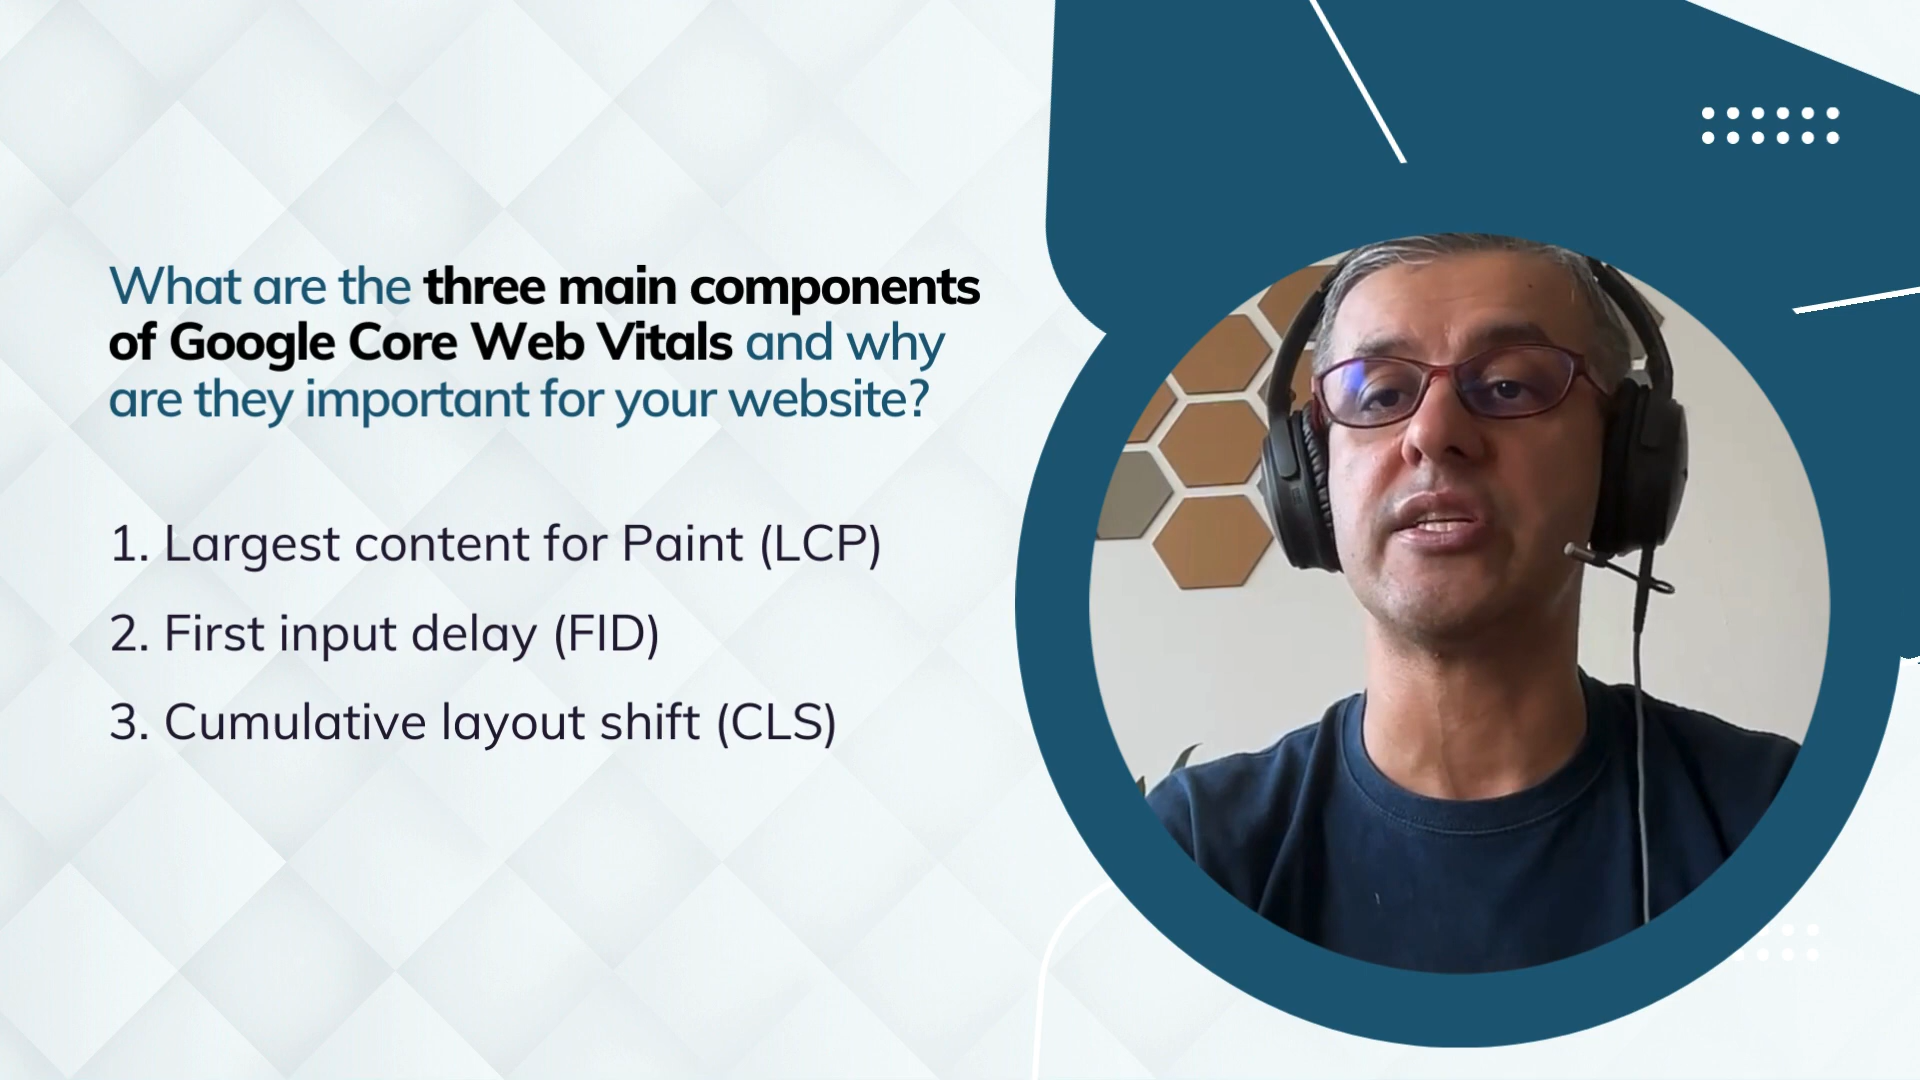 What are the three main components
of Google Core Web Vitals and why
are they important for your website?
1. Largest content for Paint (LCP)
2. First input delay (FID)
3. Cumulative layout shift (CLS)